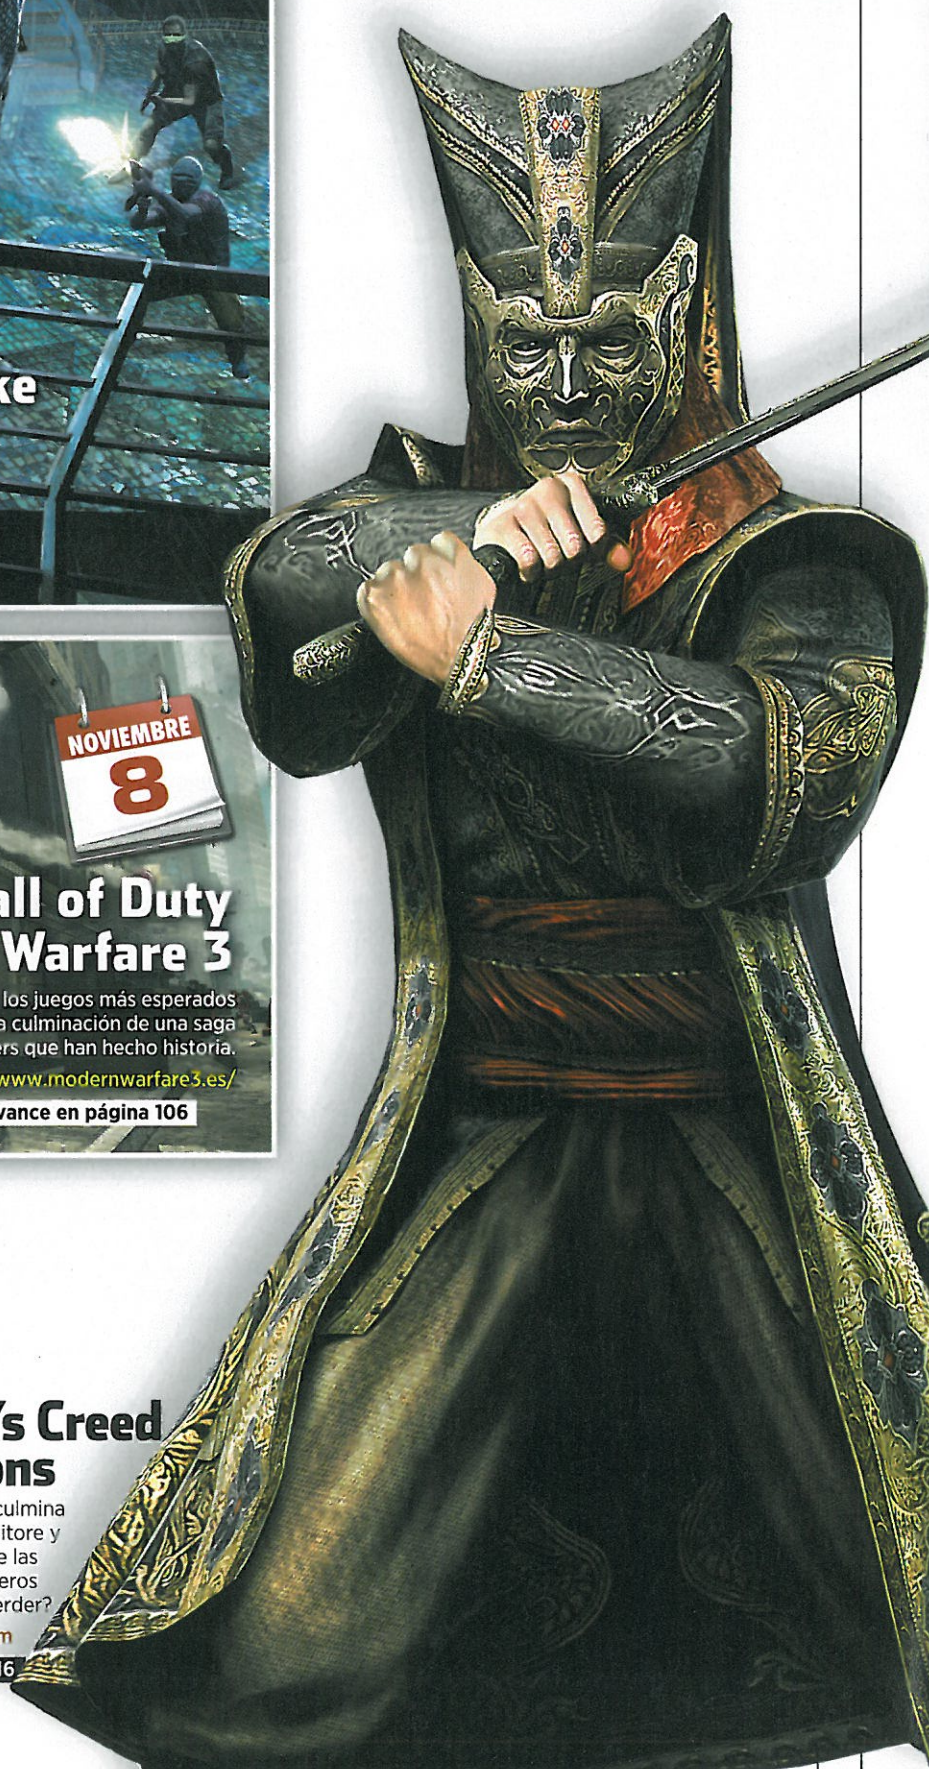 ke
NOVIEMBRE
8
all of Duty
Warfare 3
los juegos más esperados
a culminación de una saga
ers que han hecho historia.
www.modernwarfare3.es/
vance en página 106
's Creed
ons
culmina
itore y
e las
eros
erder?
m
16